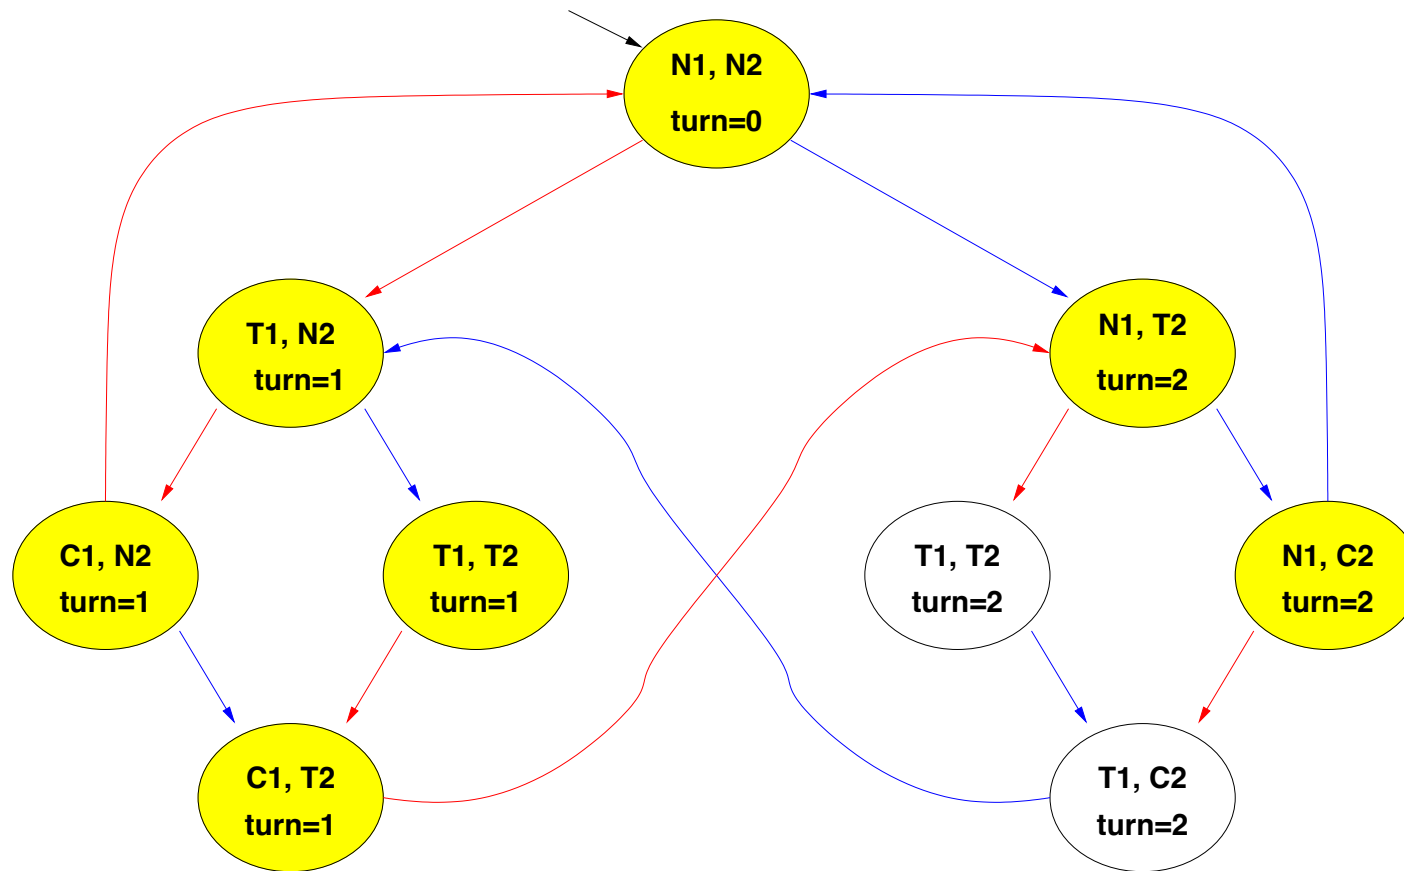 N1, N2
turn=0
T1, N2
turn=1
N1, T2
turn=2
C1, N2
turn=1
T1, T2
turn=1
T1, T2
turn=2
N1, C2
turn=2
C1, T2
turn=1
T1, C2
turn=2